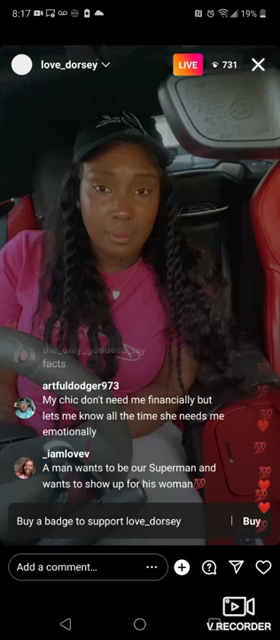 8:17
19%
love_dorsey
LIVE
731
facts.
artfuldodger973
My chic don't need me financially but
lets me know all the time she needs me
emotionally
_iamlovev
A man wants to be our Superman and
wants to show up for his woman💯
Buy a badge to support love_dorsey
Buy
Add a comment...
V RECORDER